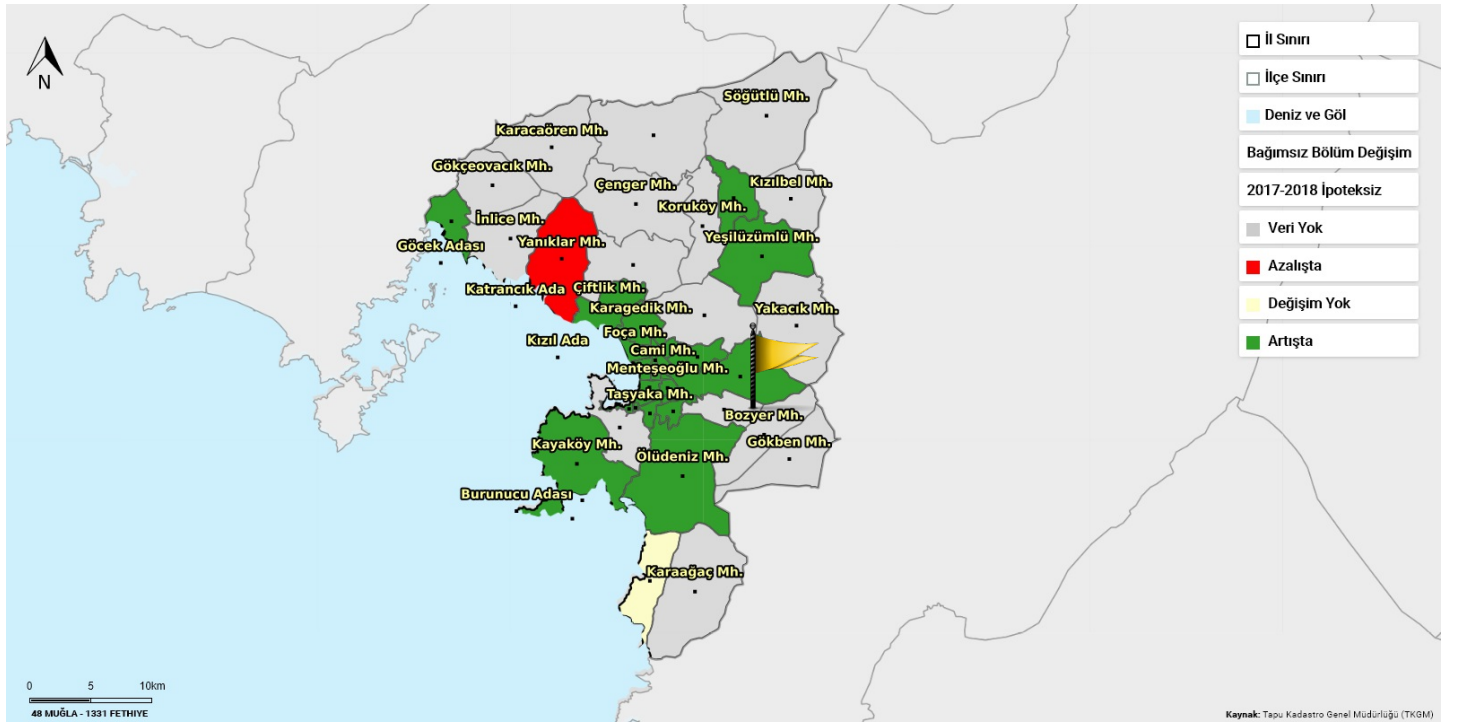 N
Söğütlü Mh.
Karacaören Mh.
Gökçeovacık Mh.
Çenger Mh.
Kızılbel Mh.
Koruköy Mh.
İnlice Mh.
Yanıklar Mh.
Yeşilüzümlü Mh.
Göcek Adası
Katrancık Ada
Çiftlik Mh.
Karagedik Mh.
Yakacık Mh.
Foça Mh.
Kızıl Ada
Cami Mh.
Menteşeoğlu Mh.
Taşyaka Mh.
Bozyer Mh.
Kayaköy Mh.
Gökben Mh.
Ölüdeniz Mh.
Burunucu Adası
Karaağaç Mh.
İl Sınırı
İlçe Sınırı
Deniz ve Göl
Bağımsız Bölüm Değişim
2017-2018 İpoteksiz
Veri Yok
Azalışta
Değişim Yok
Artışta
0 5 10km
48 MUĞLA - 1331 FETHIYE
Kaynak: Tapu Kadastro Genel Müdürlüğü (TKGM)